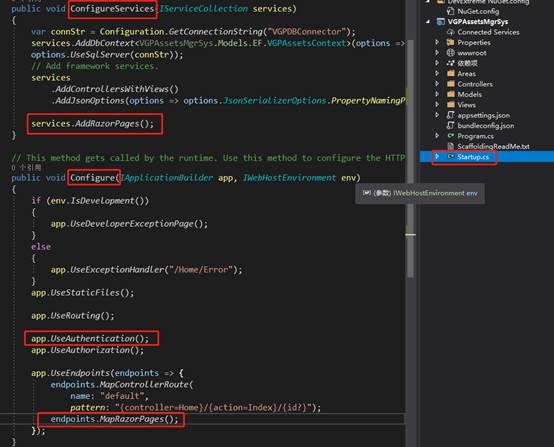 public void ConfigureServices(IServiceCollection services)
{
var connStr = Configuration.GetConnectionString("VGPDBConnector");
services.AddDbContext<VGPAssetsMgrSys.Models.EF.VGPAssetsContext>(options =>
options.UseSqlServer(connStr));
// Add framework services.
services
.AddControllersWithViews()
.AddJsonOptions(options => options.JsonSerializerOptions.PropertyNamingP
services.AddRazorPages();
}
// This method gets called by the runtime. Use this method to configure the HTTP
0 个引用
public void Configure(IApplicationBuilder app, IWebHostEnvironment env)
{
if (env.IsDevelopment())
{
app.UseDeveloperExceptionPage();
}
else
{
app.UseExceptionHandler("/Home/Error");
}
app.UseStaticFiles();
app.UseRouting();
app.UseAuthentication();
app.UseAuthorization();
app.UseEndpoints(endpoints => {
endpoints.MapControllerRoute(
name: "default",
pattern: "{controller=Home}/{action=Index}/{id?}");
endpoints.MapRazorPages();
});
}
(参数) IWebHostEnvironment env
DevExtreme NuGet.config
NuGet.config
VGPAssetsMgrSys
Connected Services
Properties
wwwroot
依赖项
Areas
Controllers
Models
Views
appsettings.json
bundleconfig.json
Program.cs
ScaffoldingReadMe.txt
Startup.cs